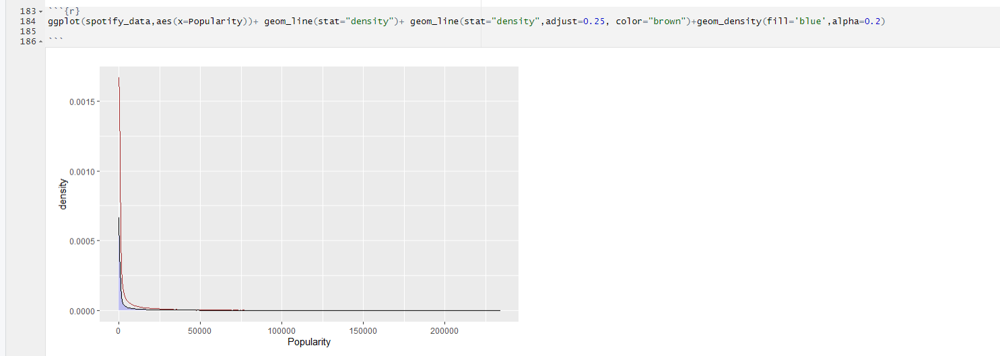 183 ```{r}
184 ggplot(spotify_data,aes(x=Popularity))+ geom_line(stat="density")+ geom_line(stat="density",adjust=0.25, color="brown")+geom_density(fill='blue',alpha=0.2)
185
186 ```
0.0015
0.0010
density
0.0005
0.0000
0 50000 100000 150000 200000
Popularity